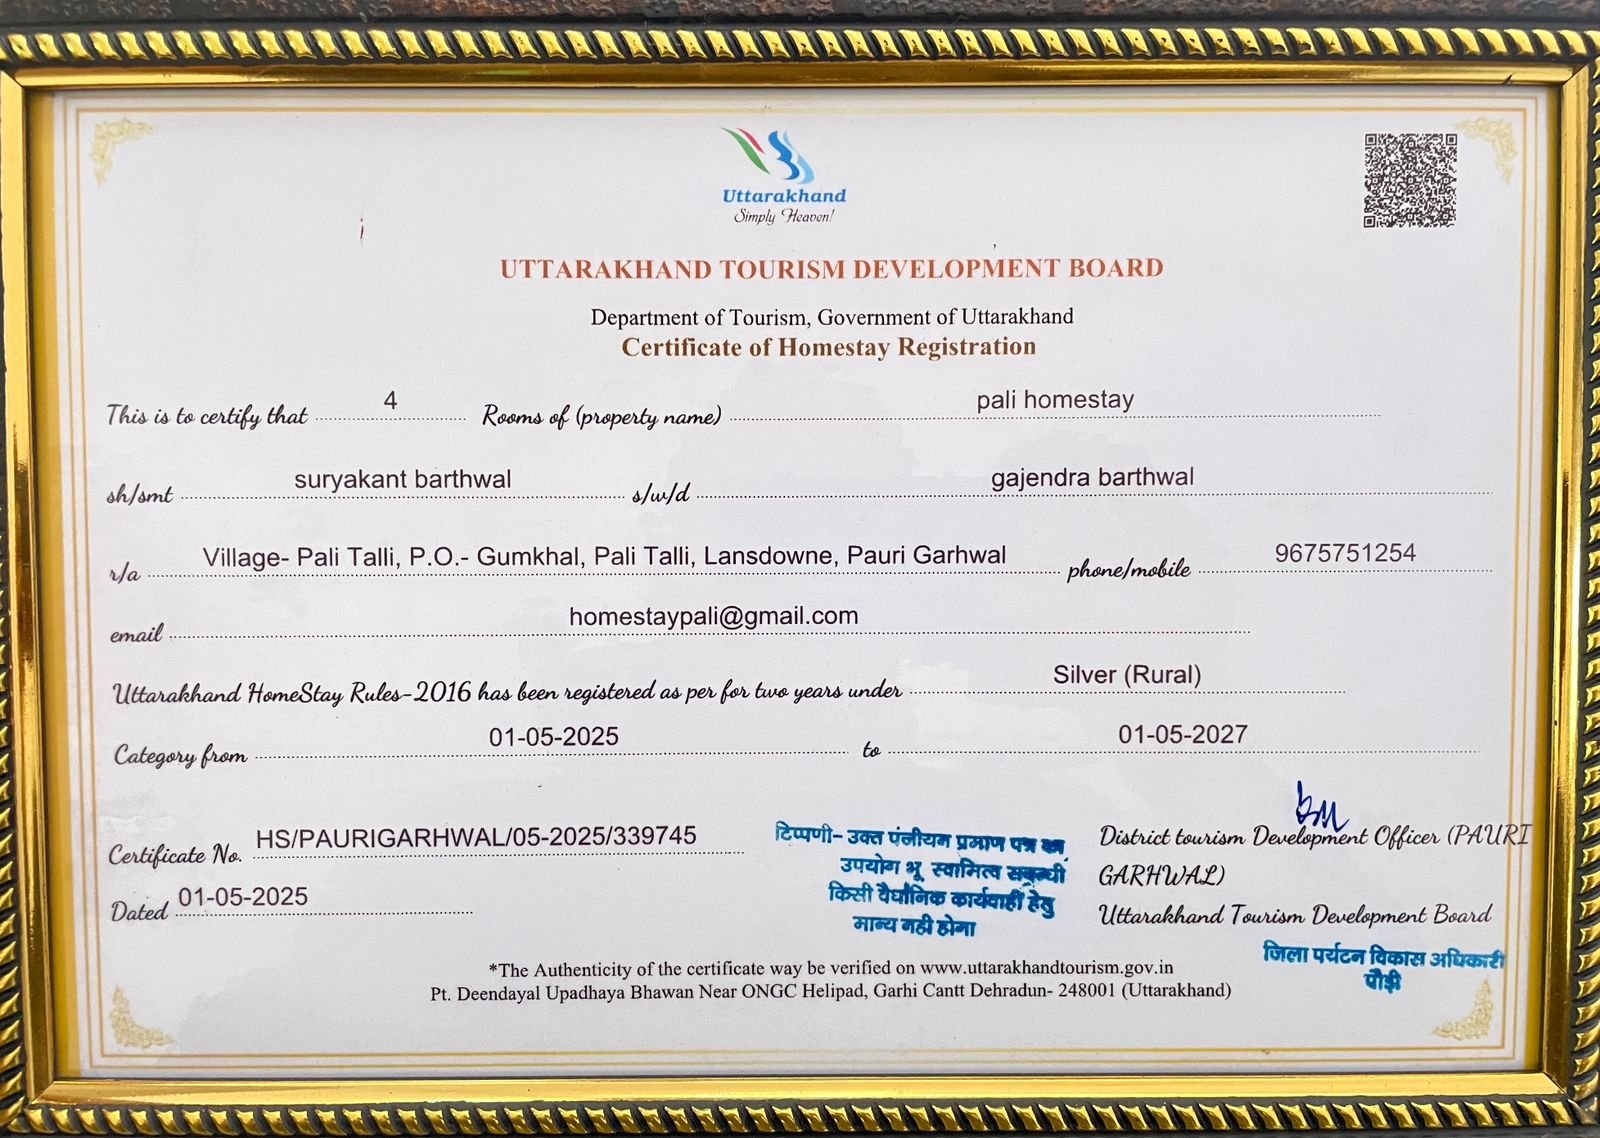 Uttarakhand
Simply Heaven!
UTTARAKHAND TOURISM DEVELOPMENT BOARD
Department of Tourism, Government of Uttarakhand
Certificate of Homestay Registration
This is to certify that 4 Rooms of (property name) pali homestay
sh/smt suryakant barthwal s/w/d gajendra barthwal
r/a Village- Pali Talli, P.O.- Gumkhal, Pali Talli, Lansdowne, Pauri Garhwal phone/mobile 9675751254
email homestaypali@gmail.com
Uttarakhand HomeStay Rules-2016 has been registered as per for two years under Silver (Rural)
Category from 01-05-2025 to 01-05-2027
Certificate No. HS/PAURIGARHWAL/05-2025/339745
Dated 01-05-2025
टिप्पणी- उक्त पंजीयन प्रमाण पत्र का
उपयोग भू स्वामित्व सबन्धी
किसी वैधानिक कार्यवाही हेतु
मान्य नही होगा
District tourism Development Officer (PAURI
GARHWAL)
Uttarakhand Tourism Development Board
जिला पर्यटन विकास अधिकारी
पौड़ी
*The Authenticity of the certificate way be verified on www.uttarakhandtourism.gov.in
Pt. Deendayal Upadhaya Bhawan Near ONGC Helipad, Garhi Cantt Dehradun- 248001 (Uttarakhand)